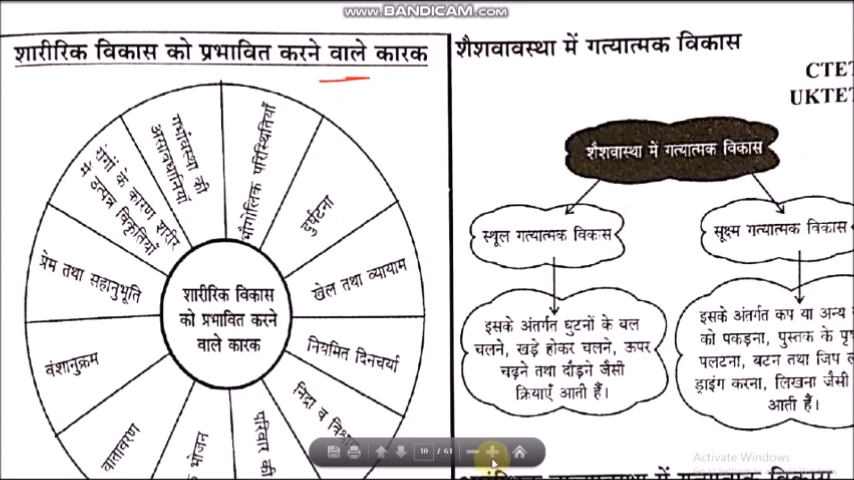 www.BANDICAM.com
शारीरिक विकास को प्रभावित करने वाले कारक
गर्भावस्था की
असावधानियाँ
भौगोलिक परिस्थितियाँ
रोगों के कारण शरीर
में उत्पन्न विकृतियाँ
दुर्घटना
प्रेम तथा सहानुभूति
खेल तथा व्यायाम
शारीरिक विकास
को प्रभावित करने
वाले कारक
वंशानुक्रम
नियमित दिनचर्या
वातावरण
भोजन
परिवार की
निद्रा व
शैशवावस्था में गत्यात्मक विकास
CTET
UKTET
शैशवास्था में गत्यात्मक विकास
स्थूल गत्यात्मक विकास
सूक्ष्म गत्यात्मक विकास
इसके अंतर्गत घुटनों के बल
चलने, खड़े होकर चलने, ऊपर
चढ़ने तथा दौड़ने जैसी
क्रियाएँ आती हैं।
इसके अंतर्गत कप या अन्य
को पकड़ना, पुस्तक के पृ
पलटना, बटन तथा जिप ल
ड्राइंग करना, लिखना जैसी
आती हैं।
10 / 61
Activate Windows